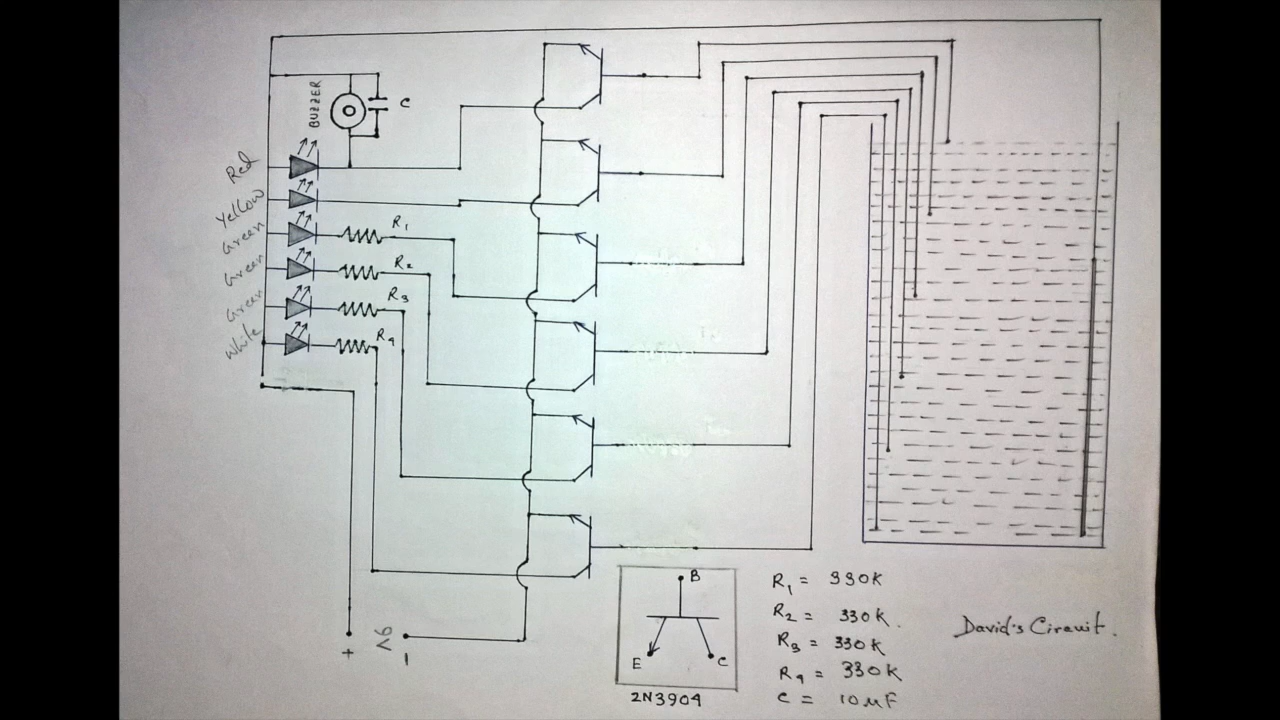 BUZZER
C
Red
Yellow
Green
Green
Green
White
R1
R2
R3
R4
+
9V
-
B
E
C
2N3904
R1 = 330K
R2 = 330K.
R3 = 330K
R4 = 330K
C = 10µF
David's Circuit.